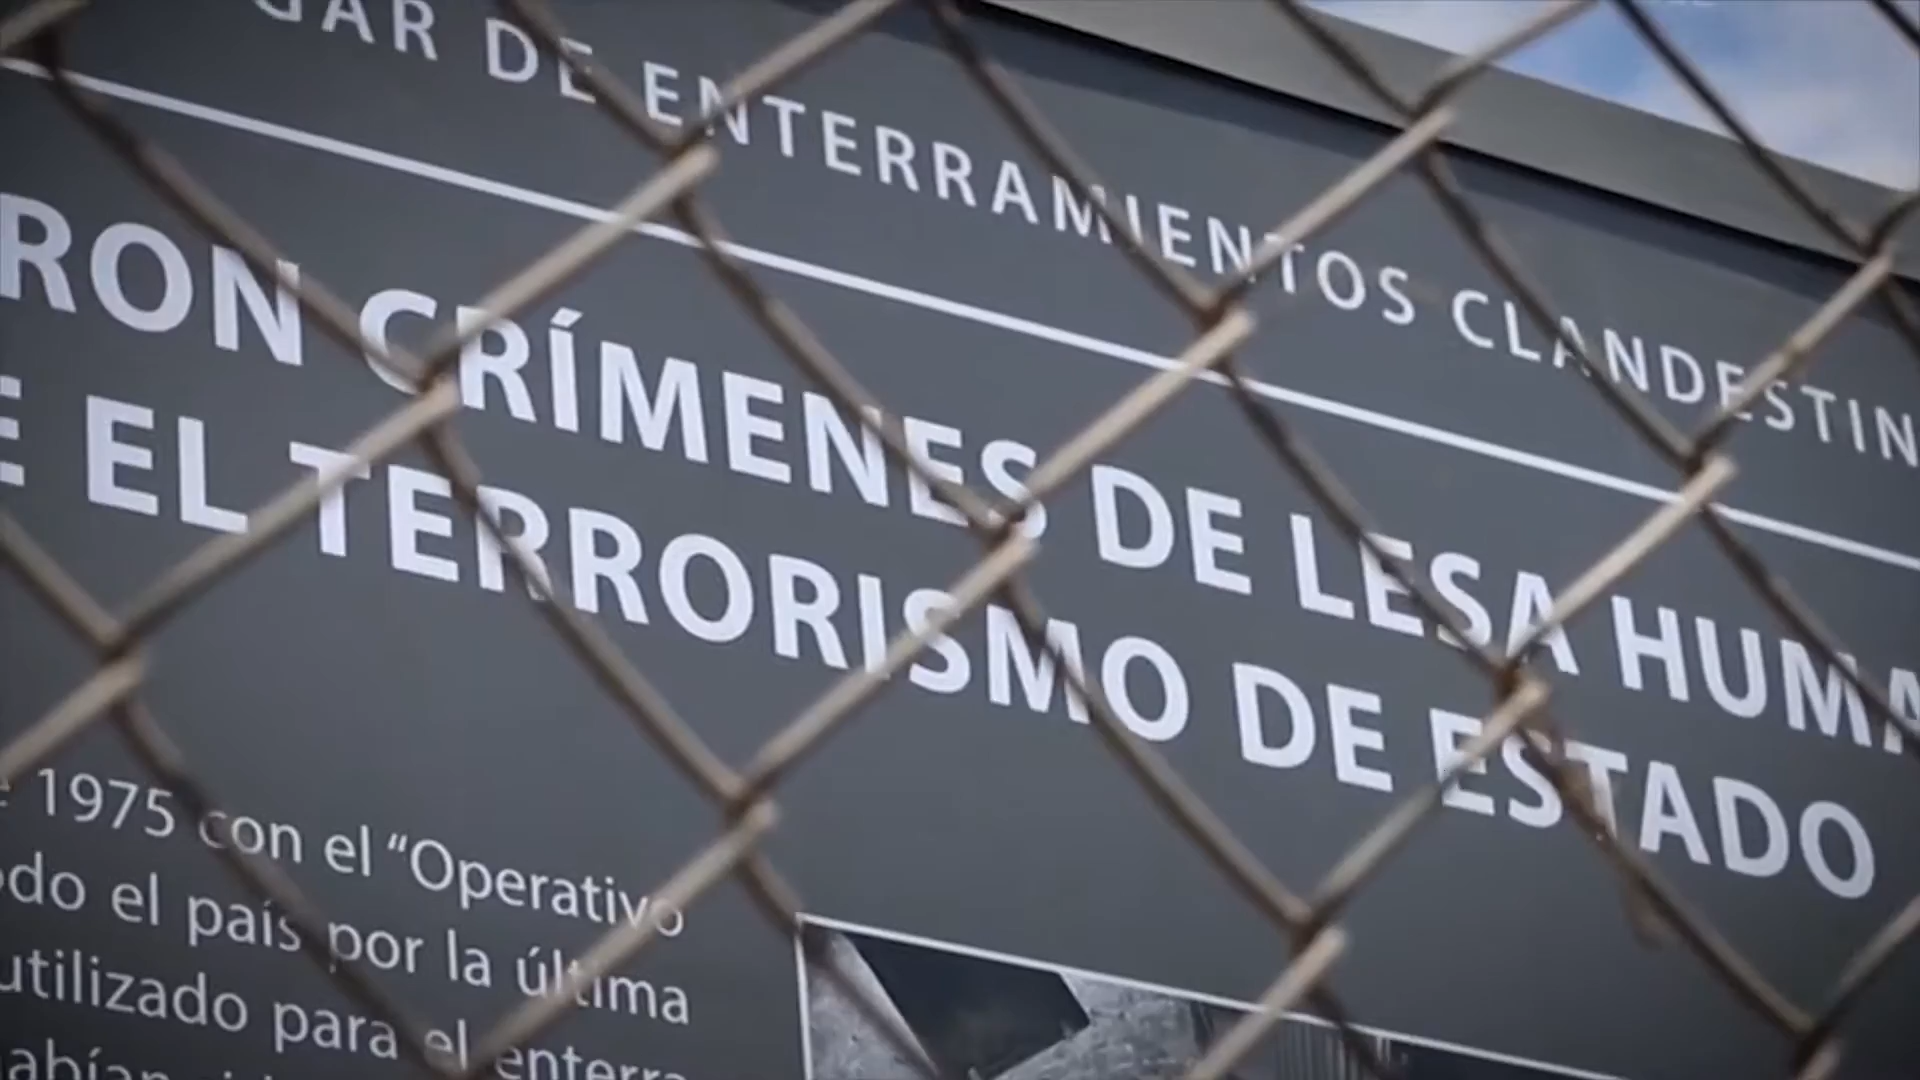 GAR DE ENTERRAMIENTOS CLANDESTIN
RON CRÍMENES DE LESA HUMA
E EL TERRORISMO DE ESTADO
e 1975 con el “Operativo
odo el país por la última
utilizado para el enterra